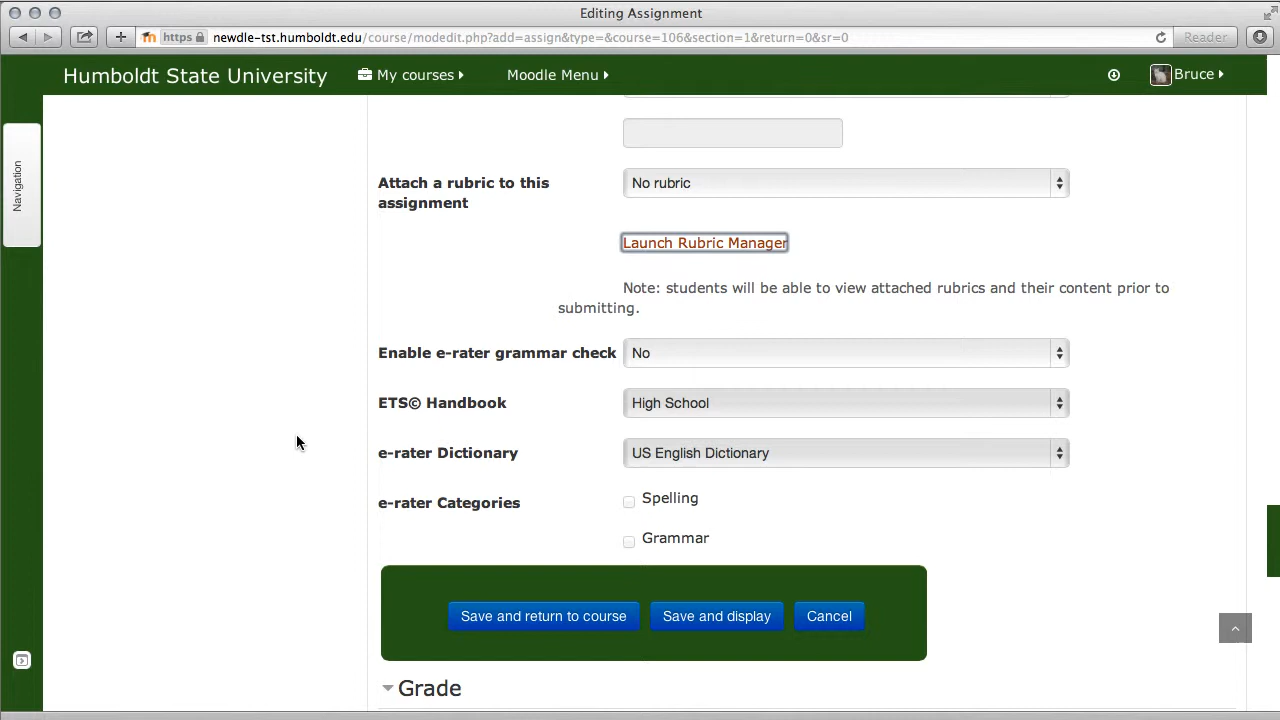 Editing Assignment
https newdle-tst.humboldt.edu/course/modedit.php?add=assign&type=&course=106&section=1&return=0&sr=0 Reader
Humboldt State University My courses Moodle Menu Bruce
Navigation
Attach a rubric to this
assignment
No rubric
Launch Rubric Manager
Note: students will be able to view attached rubrics and their content prior to
submitting.
Enable e-rater grammar check No
ETS© Handbook High School
e-rater Dictionary US English Dictionary
e-rater Categories Spelling
Grammar
Save and return to course Save and display Cancel
Grade